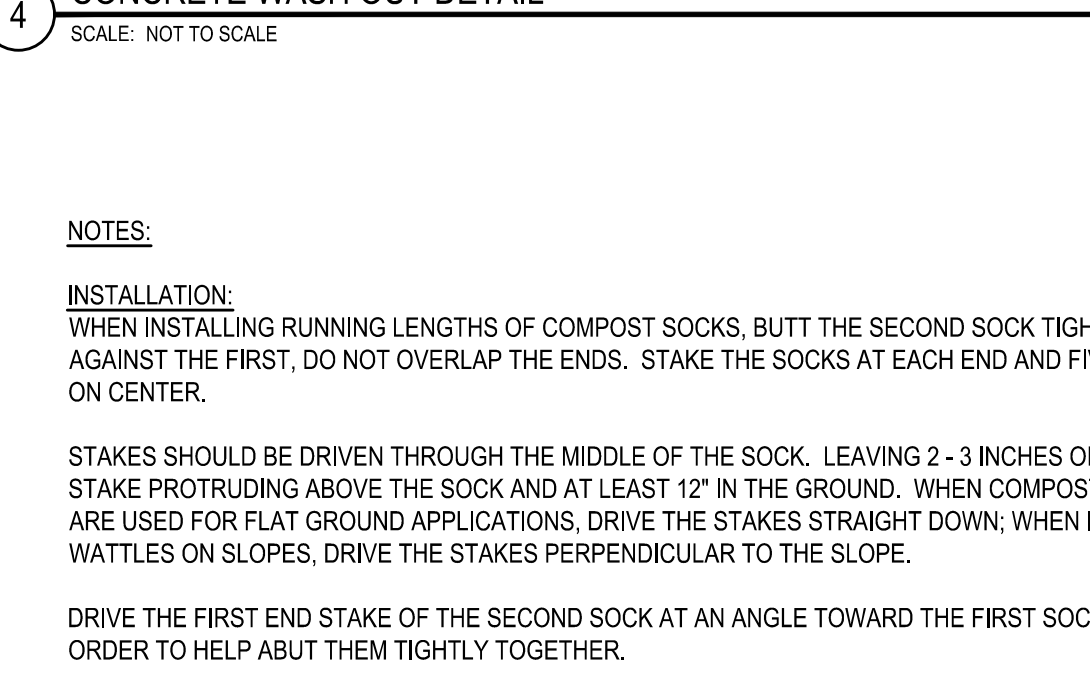 4
CONCRETE WASH OUT DETAIL
SCALE: NOT TO SCALE
NOTES:
INSTALLATION:
WHEN INSTALLING RUNNING LENGTHS OF COMPOST SOCKS, BUTT THE SECOND SOCK
AGAINST THE FIRST, DO NOT OVERLAP THE ENDS. STAKE THE SOCKS AT EACH END AND
ON CENTER.
STAKES SHOULD BE DRIVEN THROUGH THE MIDDLE OF THE SOCK. LEAVING 2 - 3 INCHES
STAKE PROTRUDING ABOVE THE SOCK AND AT LEAST 12" IN THE GROUND. WHEN COMPOST
ARE USED FOR FLAT GROUND APPLICATIONS, DRIVE THE STAKES STRAIGHT DOWN; WHEN
WATTLES ON SLOPES, DRIVE THE STAKES PERPENDICULAR TO THE SLOPE.
DRIVE THE FIRST END STAKE OF THE SECOND SOCK AT AN ANGLE TOWARD THE FIRST
ORDER TO HELP ABUT THEM TIGHTLY TOGETHER.